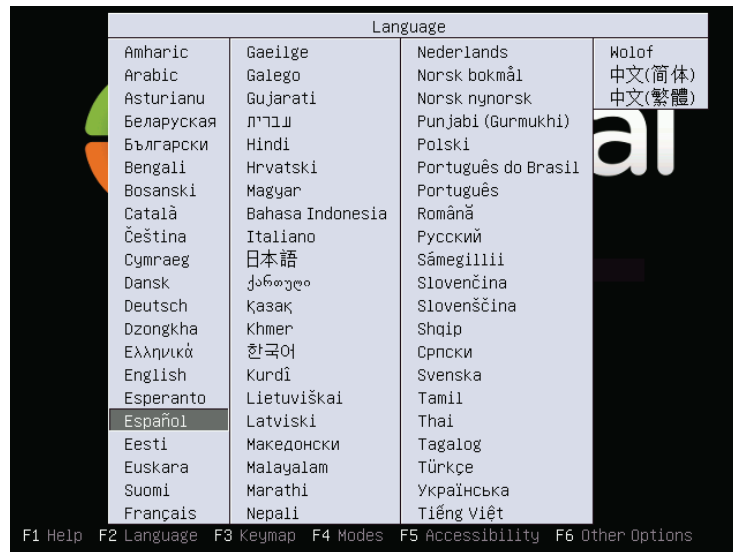 Language
Amharic
Arabic
Asturianu
Беларуская
Български
Bengali
Bosanski
Català
Čeština
Cymraeg
Dansk
Deutsch
Dzongkha
Ελληνικά
English
Esperanto
Español
Eesti
Euskara
Suomi
Français
Gaeilge
Galego
Gujarati
עברית
Hindi
Hrvatski
Magyar
Bahasa Indonesia
Italiano
日本語
ქართული
Қазақ
Khmer
한국어
Kurdî
Lietuviškai
Latviski
Македонски
Malayalam
Marathi
Nepali
Nederlands
Norsk bokmål
Norsk nynorsk
Punjabi (Gurmukhi)
Polski
Português do Brasil
Português
Română
Русский
Sámegillii
Slovenčina
Slovenščina
Shqip
Српски
Svenska
Tamil
Thai
Tagalog
Türkçe
Українська
Tiếng Việt
Wolof
中文(简体)
中文(繁體)
F1 Help F2 Language F3 Keymap F4 Modes F5 Accessibility F6 Other Options